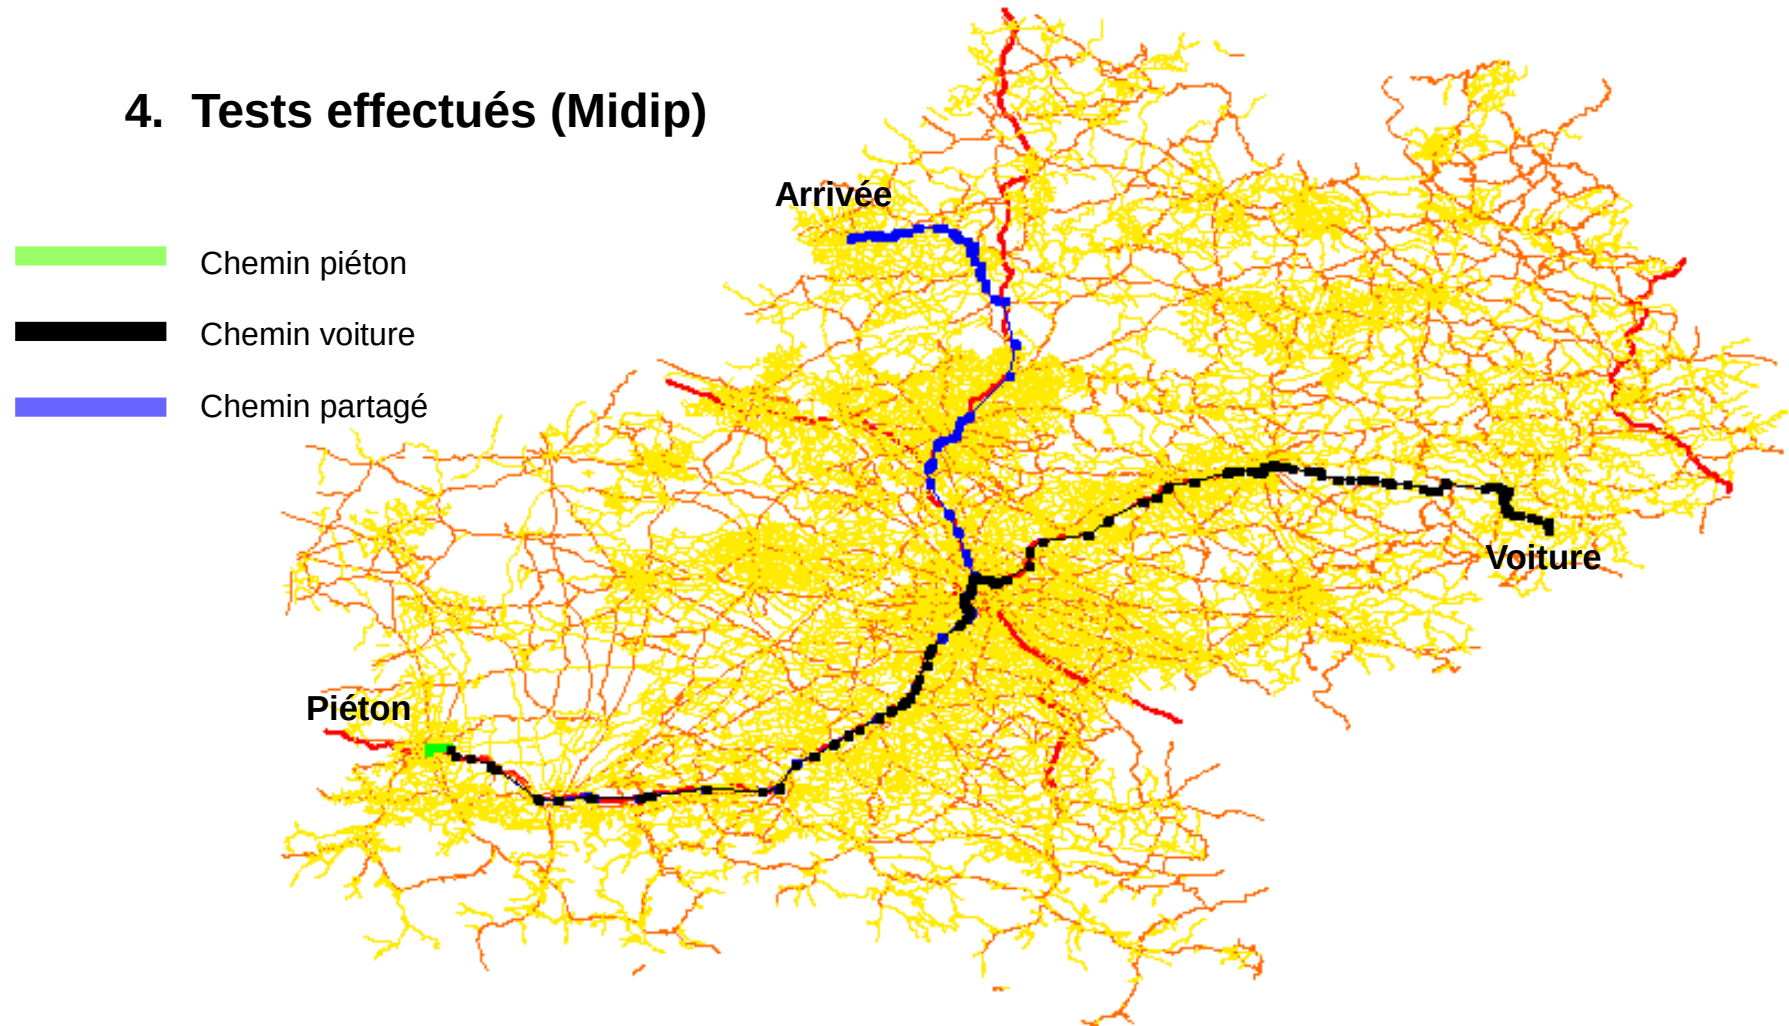 4. Tests effectués (Midip)
Arrivée
Chemin piéton
Chemin voiture
Chemin partagé
Voiture
Piéton